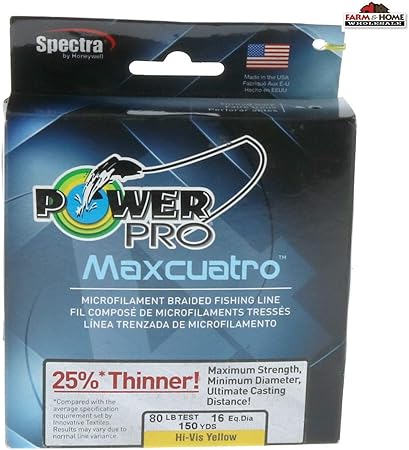 FARM & HOME
WHOLESALE
Spectra
by Honeywell
Made in the USA
Fabriqué Aux E-U
Hecho en EEUU
POWER
PRO
Maxcuatro™
MICROFILAMENT BRAIDED FISHING LINE
FIL COMPOSÉ DE MICROFILAMENTS TRESSÉS
LÍNEA TRENZADA DE MICROFILAMENTO
25%* Thinner!
*Compared with the
average specification
requirement set by
Innovative Textiles.
Results may vary due to
normal line variance.
Maximum Strength,
Minimum Diameter,
Ultimate Casting
Distance!
80 LB TEST 16 Eq.Dia
150 YDS
Hi-Vis Yellow